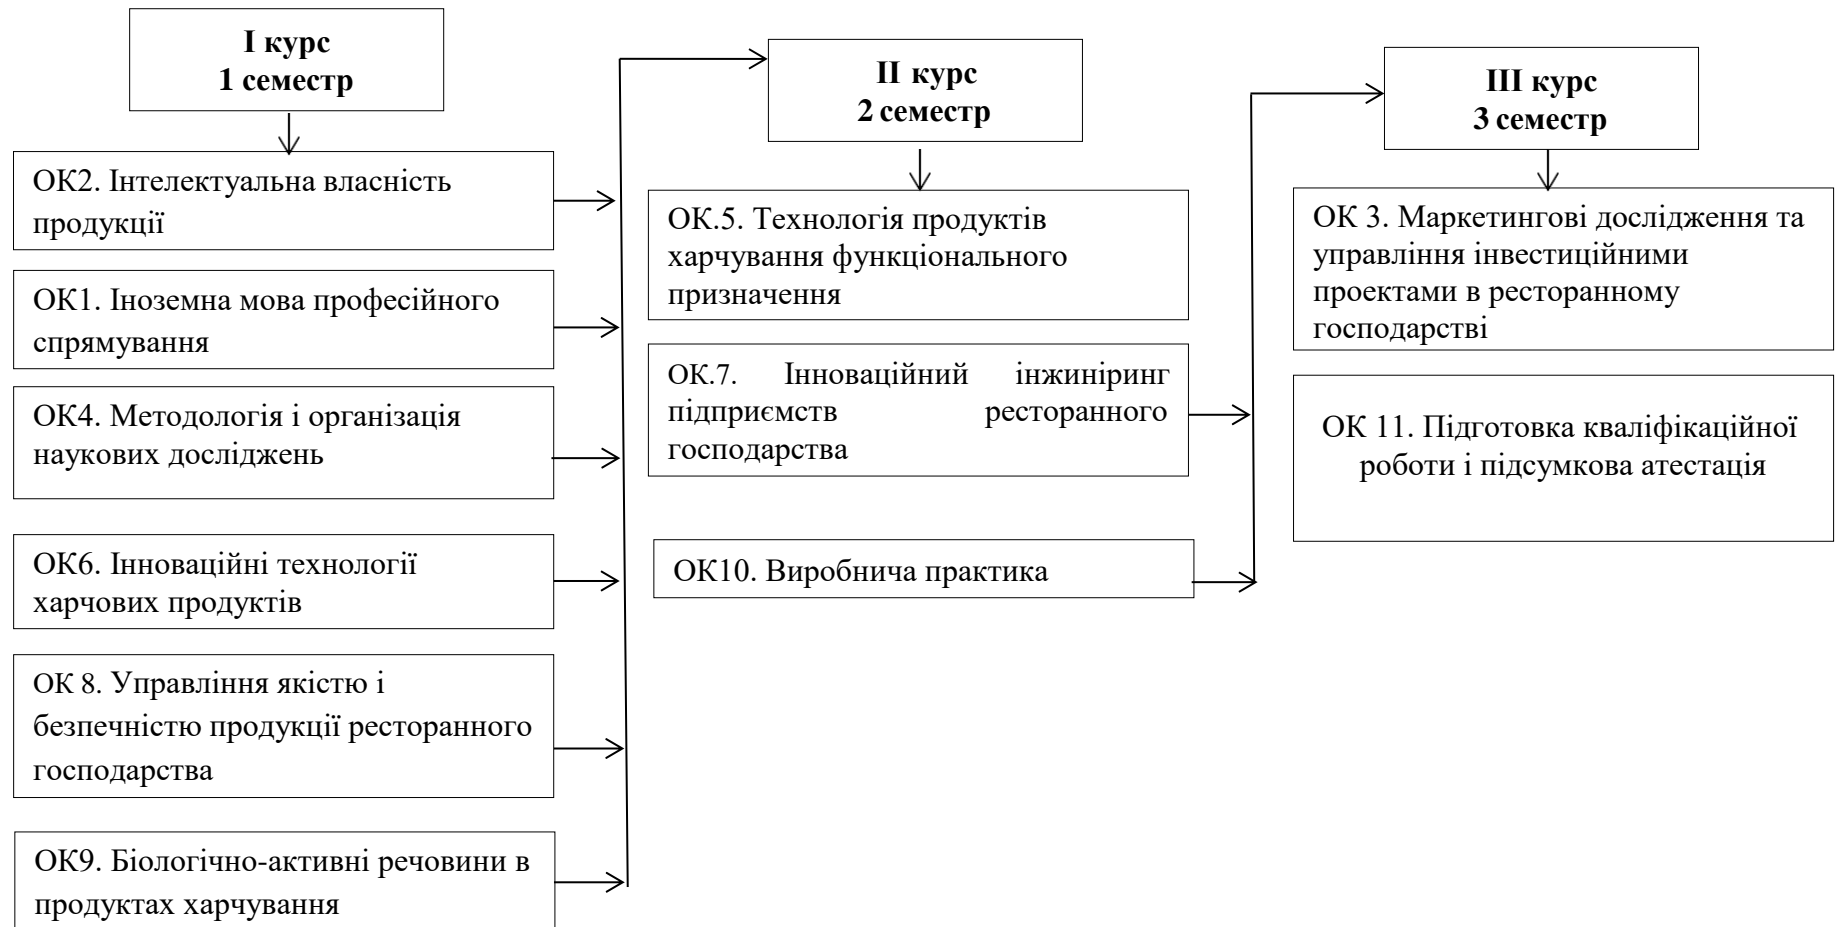 I курс
1 семестр
ОК2. Інтелектуальна власність
продукції
ОК1. Іноземна мова професійного
спрямування
ОК4. Методологія і організація
наукових досліджень
ОК6. Інноваційні технології
харчових продуктів
ОК 8. Управління якістю і
безпечністю продукції ресторанного
господарства
ОК9. Біологічно-активні речовини в
продуктах харчування
II курс
2 семестр
ОК.5. Технологія продуктів
харчування функціонального
призначення
ОК.7. Інноваційний інжиніринг
підприємств ресторанного
господарства
ОК10. Виробнича практика
III курс
3 семестр
ОК 3. Маркетингові дослідження та
управління інвестиційними
проектами в ресторанному
господарстві
ОК 11. Підготовка кваліфікаційної
роботи і підсумкова атестація